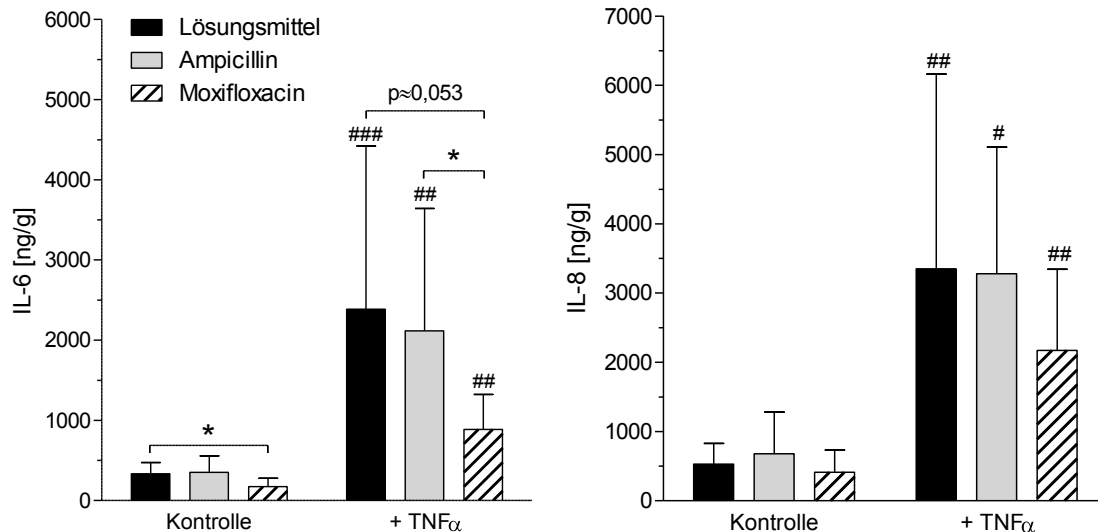 6000
5000
4000
3000
2000
1000
0
IL-6 [ng/g]
Lösungsmittel
Ampicillin
Moxifloxacin
p≈0,053
###
*
##
##
*
Kontrolle
+ TNFα
7000
6000
5000
4000
3000
2000
1000
0
IL-8 [ng/g]
##
#
##
Kontrolle
+ TNFα